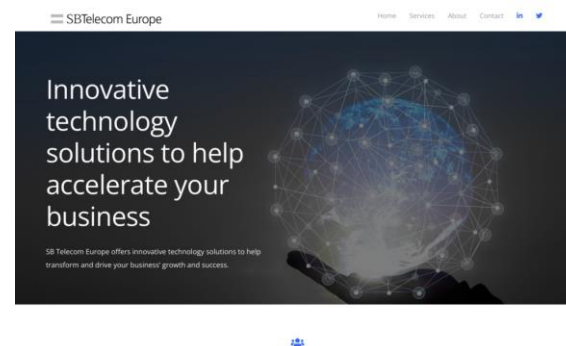 SBTelecom Europe
Home Services About Contact in
Innovative
technology
solutions to help
accelerate your
business
SB Telecom Europe offers innovative technology solutions to help
transform and drive your business' growth and success.